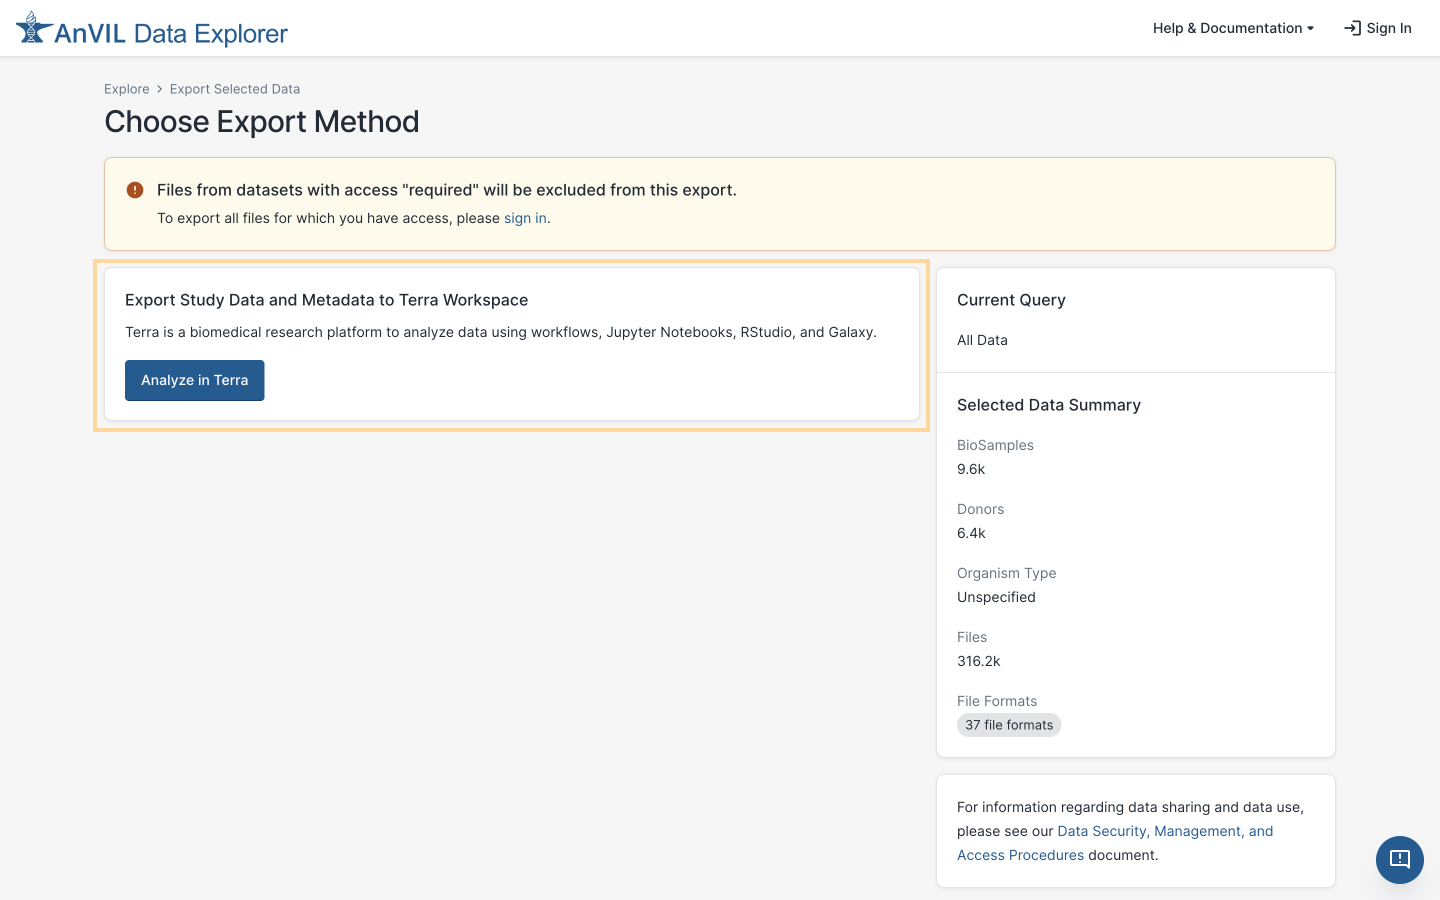 AnVIL Data Explorer
Help & Documentation
Sign In
Explore > Export Selected Data
Choose Export Method
Files from datasets with access "required" will be excluded from this export.
To export all files for which you have access, please sign in.
Export Study Data and Metadata to Terra Workspace
Terra is a biomedical research platform to analyze data using workflows, Jupyter Notebooks, RStudio, and Galaxy.
Analyze in Terra
Current Query
All Data
Selected Data Summary
BioSamples
9.6k
Donors
6.4k
Organism Type
Unspecified
Files
316.2k
File Formats
37 file formats
For information regarding data sharing and data use,
please see our Data Security, Management, and
Access Procedures document.